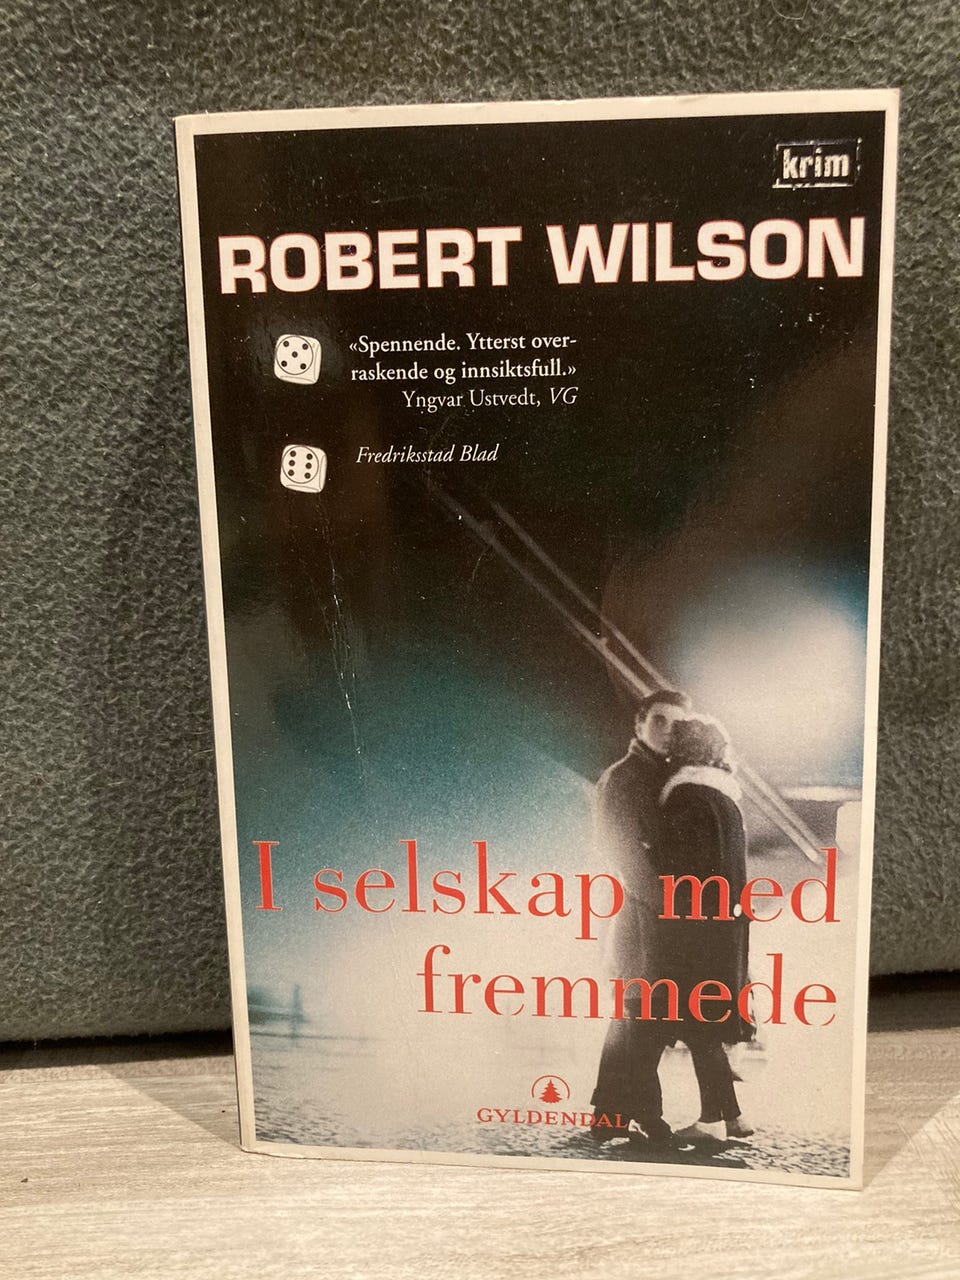 krim
ROBERT WILSON
«Spennende. Ytterst over-
raskende og innsiktsfull.»
Yngvar Ustvedt, VG
Fredriksstad Blad
I selskap med
fremmede
GYLDENDAL